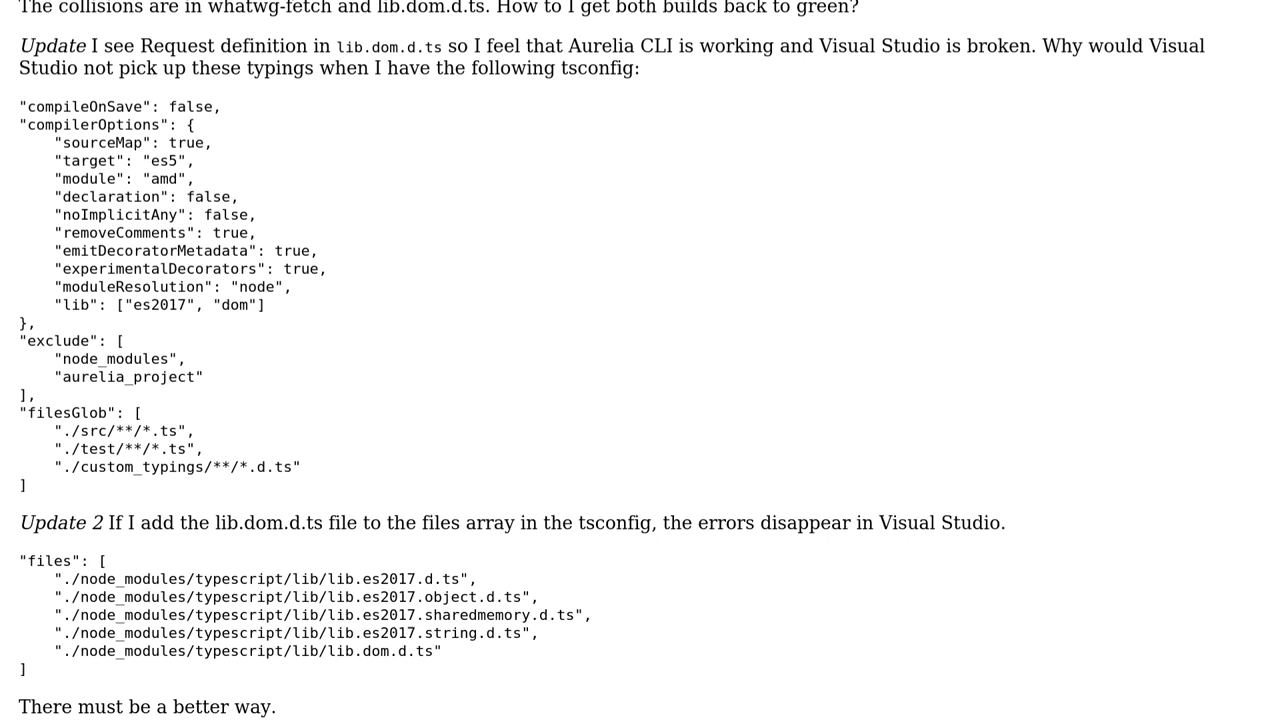 The collisions are in whatwg-fetch and lib.dom.d.ts. How to I get both builds back to green?
Update I see Request definition in lib.dom.d.ts so I feel that Aurelia CLI is working and Visual Studio is broken. Why would Visual
Studio not pick up these typings when I have the following tsconfig:
"compileOnSave": false,
"compilerOptions": {
    "sourceMap": true,
    "target": "es5",
    "module": "amd",
    "declaration": false,
    "noImplicitAny": false,
    "removeComments": true,
    "emitDecoratorMetadata": true,
    "experimentalDecorators": true,
    "moduleResolution": "node",
    "lib": ["es2017", "dom"]
},
"exclude": [
    "node_modules",
    "aurelia_project"
],
"filesGlob": [
    "./src/**/*.ts",
    "./test/**/*.ts",
    "./custom_typings/**/*.d.ts"
]
Update 2 If I add the lib.dom.d.ts file to the files array in the tsconfig, the errors disappear in Visual Studio.
"files": [
    "./node_modules/typescript/lib/lib.es2017.d.ts",
    "./node_modules/typescript/lib/lib.es2017.object.d.ts",
    "./node_modules/typescript/lib/lib.es2017.sharedmemory.d.ts",
    "./node_modules/typescript/lib/lib.es2017.string.d.ts",
    "./node_modules/typescript/lib/lib.dom.d.ts"
]
There must be a better way.